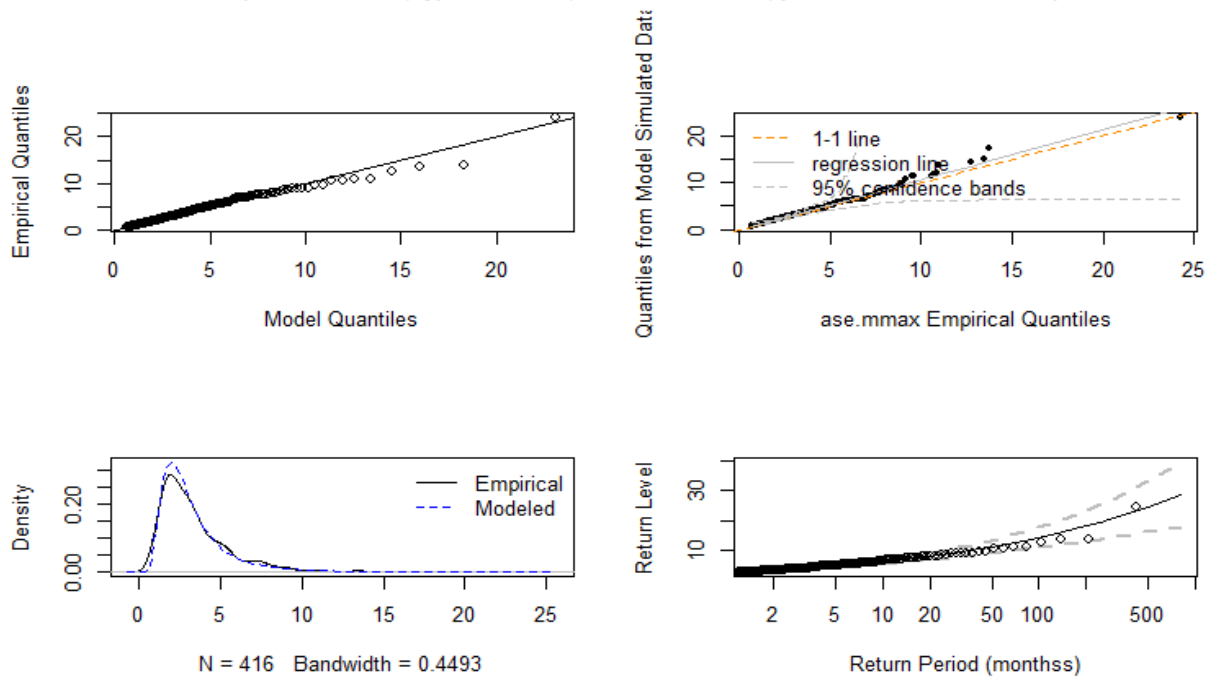 Empirical Quantiles
0 10 20
0 5 10 15 20
Model Quantiles
Quantiles from Model Simulated Data
0 10 20
1-1 line
regression line
95% confidence bands
0 5 10 15 20 25
ase.mmax Empirical Quantiles
Density
0.00 0.20
Empirical
Modeled
0 5 10 15 20 25
N = 416 Bandwidth = 0.4493
Return Level
10 30
2 5 10 20 50 100 500
Return Period (monthss)